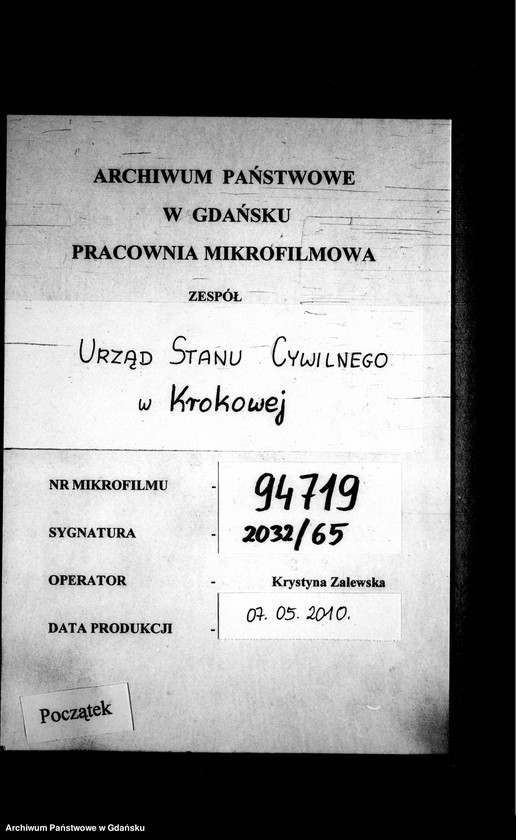 ARCHIWUM PAŃSTWOWE
W GDAŃSKU
PRACOWNIA MIKROFILMOWA
ZESPÓŁ
URZĄD STANU CYWILNEGO
w Krokowej
NR MIKROFILMU - 94719
SYGNATURA - 2032/65
OPERATOR - Krystyna Zalewska
DATA PRODUKCJI - 07. 05. 2010.
Początek
Archiwum Państwowe w Gdańsku